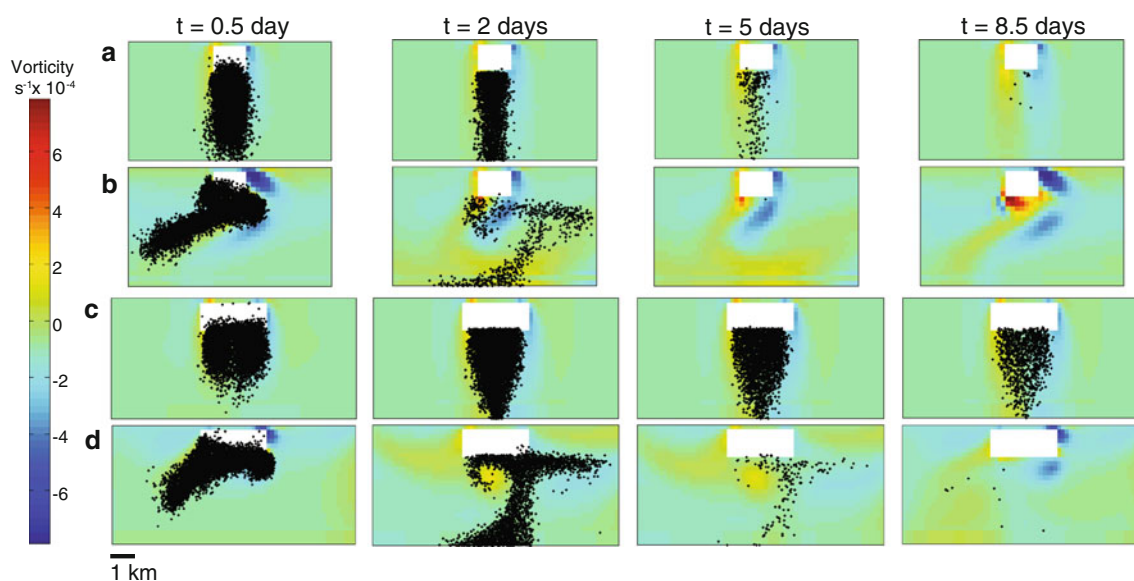 t = 0.5 day t = 2 days t = 5 days t = 8.5 days
a
Vorticity
s⁻¹x 10⁻⁴
6
4
2
0
-2
-4
-6
b
c
d
1 km